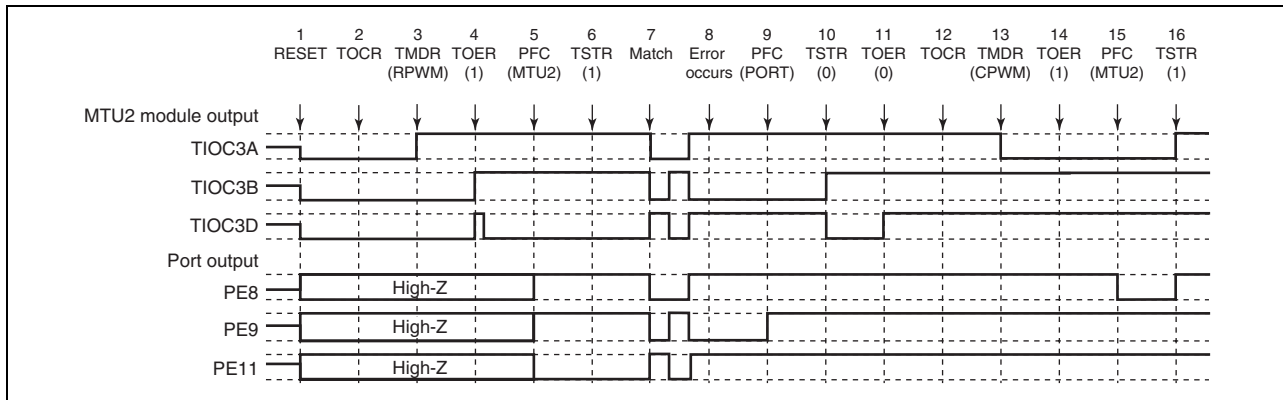 1 2 3 4 5 6 7 8 9 10 11 12 13 14 15 16
RESET TOCR TMDR TOER PFC TSTR Match Error PFC TSTR TOER TOCR TMDR TOER PFC TSTR
(RPWM) (1) (MTU2) (1) occurs (PORT) (0) (0) (CPWM) (1) (MTU2) (1)
MTU2 module output
TIOC3A
TIOC3B
TIOC3D
Port output
PE8 High-Z
PE9 High-Z
PE11 High-Z